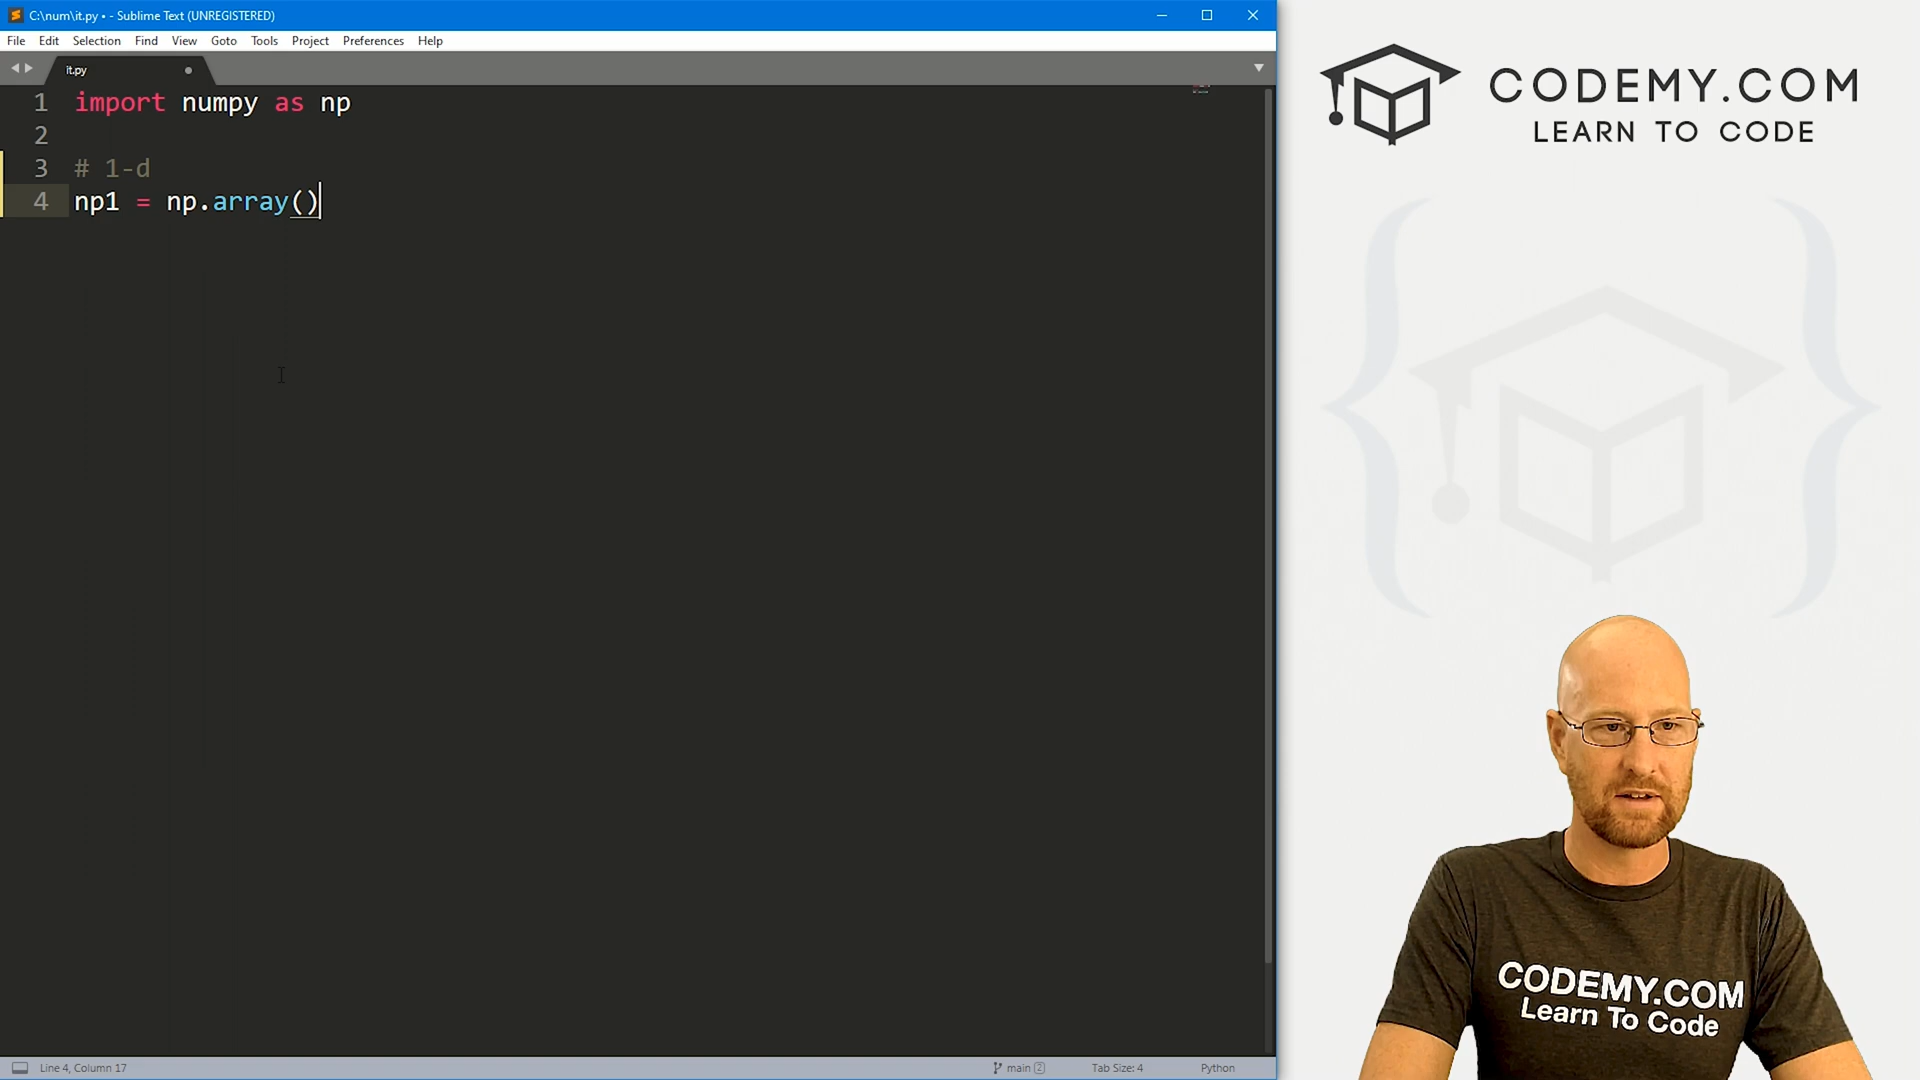 C:\num\it.py • - Sublime Text (UNREGISTERED)
File Edit Selection Find View Goto Tools Project Preferences Help
it.py
1 import numpy as np
2
3 # 1-d
4 np1 = np.array()
Line 4, Column 17
main 2
Tab Size: 4
Python
CODEMY.COM
LEARN TO CODE
CODEMY.COM
Learn To Code